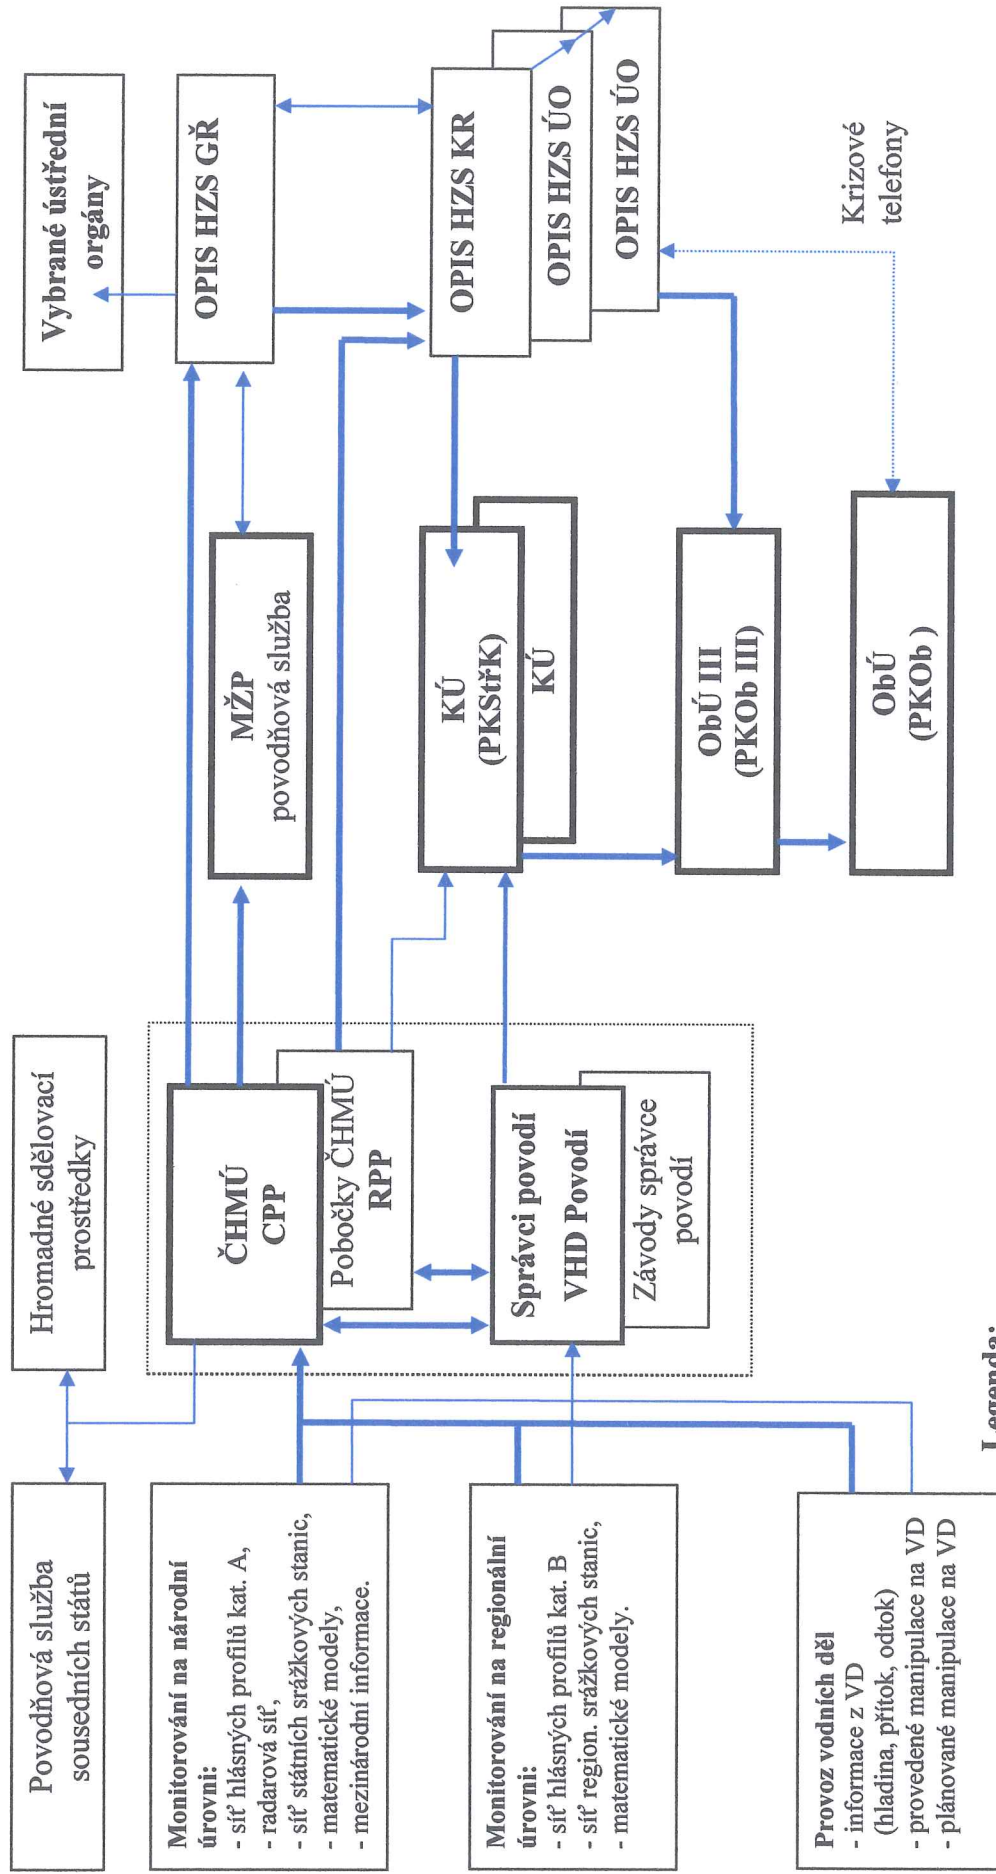 Povodňová služba
sousedních států
Hromadné sdělovací
prostředky
Vybrané ústřední
orgány
Monitorování na národní
úrovni:
- síť hlásných profilů kat. A,
- radarová síť,
- síť státních srážkových stanic,
- matematické modely,
- mezinárodní informace.
ČHMÚ
CPP
Pobočky ČHMÚ
RPP
MŽP
povodňová služba
OPIS HZS GŘ
Monitorování na regionální
úrovni:
- síť hlásných profilů kat. B
- síť region. srážkových stanic,
- matematické modely.
Správci povodí
VHD Povodí
Závody správce
povodí
KÚ
(PKStřK)
KÚ
OPIS HZS KR
OPIS HZS ÚO
OPIS HZS ÚO
Provoz vodních děl
- informace z VD
(hladina, přítok, odtok)
- provedené manipulace na VD
- plánované manipulace na VD
ObÚ III
(PKOb III)
ObÚ
(PKOb )
Krizové
telefony
Legenda: